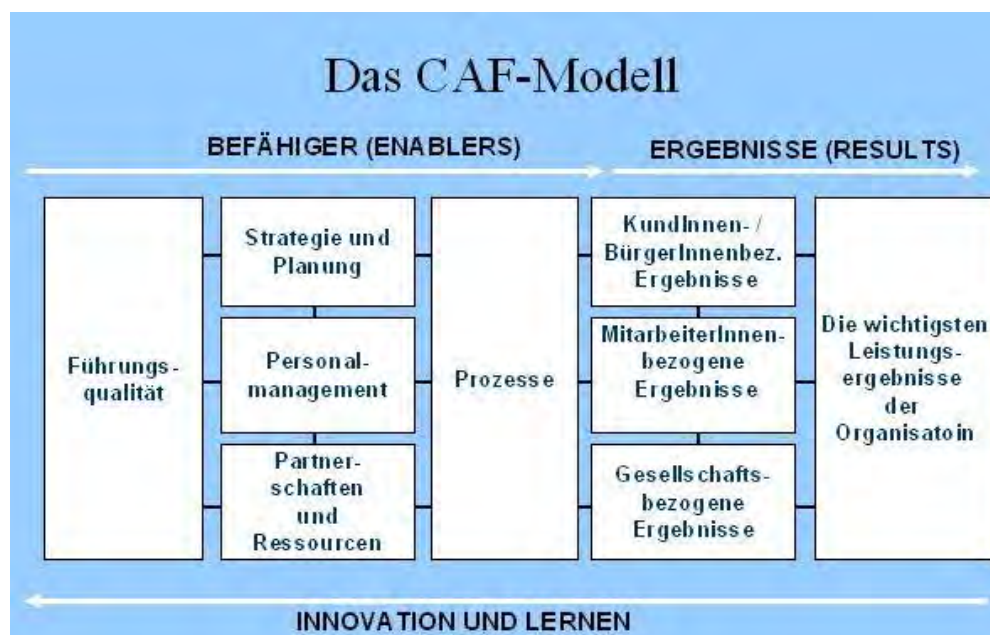 Das CAF-Modell
BEFÄHIGER (ENABLERS)
ERGEBNISSE (RESULTS)
Führungs-
qualität
Strategie und
Planung
Personal-
management
Partner-
schaften
und
Ressourcen
Prozesse
KundInnen- /
BürgerInnenbez.
Ergebnisse
MitarbeiterInnen-
bezogene
Ergebnisse
Gesellschafts-
bezogene
Ergebnisse
Die wichtigsten
Leistungs-
ergebnisse
der
Organisatoin
INNOVATION UND LERNEN